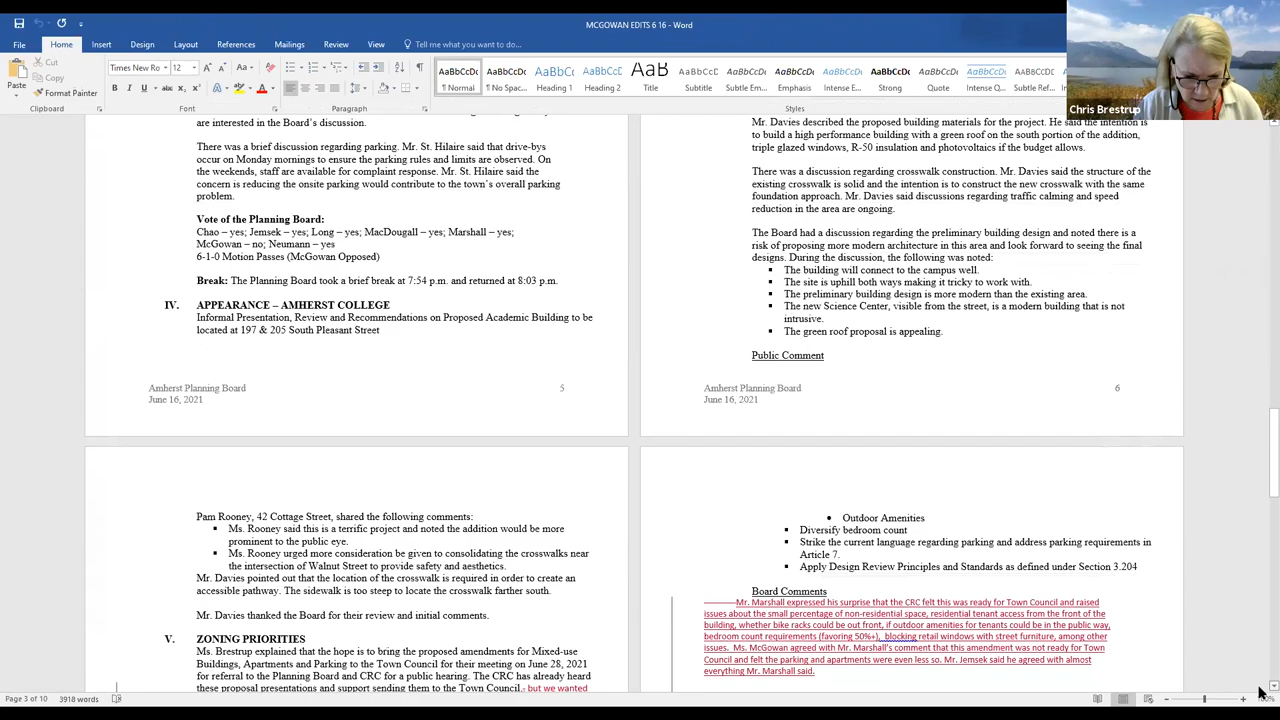 MCGOWAN EDITS 6 16 - Word
File Home Insert Design Layout References Mailings Review View Tell me what you want to do...
Chris Brestrup
Paste
Cut
Copy
Format Painter
Times New Ro 12
AaBbCcDc AaBbCcDc AaBbCc AaBbCcD AaB AaBbCcD AaBbCcDc AaBbCcDc AaBbCcDc AaBbCcDc AaBbCcDc AaBbCcDc AaBbCcDc
¶ Normal ¶ No Spac... Heading 1 Heading 2 Title Subtitle Subtle Em... Emphasis Intense E... Strong Quote Intense Q... Subtle Ref...
Clipboard Font Paragraph Styles
are interested in the Board's discussion.
There was a brief discussion regarding parking. Mr. St. Hilaire said that drive-bys
occur on Monday mornings to ensure the parking rules and limits are observed. On
the weekends, staff are available for complaint response. Mr. St. Hilaire said the
concern is reducing the onsite parking would contribute to the town's overall parking
problem.
Vote of the Planning Board:
Chao – yes; Jemsek – yes; Long – yes; MacDougall – yes; Marshall – yes;
McGowan – no; Neumann – yes
6-1-0 Motion Passes (McGowan Opposed)
Break: The Planning Board took a brief break at 7:54 p.m. and returned at 8:03 p.m.
IV. APPEARANCE – AMHERST COLLEGE
Informal Presentation, Review and Recommendations on Proposed Academic Building to be
located at 197 & 205 South Pleasant Street
Amherst Planning Board 5
June 16, 2021
Mr. Davies described the proposed building materials for the project. He said the intention is
to build a high performance building with a green roof on the south portion of the addition,
triple glazed windows, R-50 insulation and photovoltaics if the budget allows.
There was a discussion regarding crosswalk construction. Mr. Davies said the structure of the
existing crosswalk is solid and the intention is to construct the new crosswalk with the same
foundation approach. Mr. Davies said discussions regarding traffic calming and speed
reduction in the area are ongoing.
The Board had a discussion regarding the preliminary building design and noted there is a
risk of proposing more modern architecture in this area and look forward to seeing the final
designs. During the discussion, the following was noted:
▪ The building will connect to the campus well.
▪ The site is uphill both ways making it tricky to work with.
▪ The preliminary building design is more modern than the existing area.
▪ The new Science Center, visible from the street, is a modern building that is not
intrusive.
▪ The green roof proposal is appealing.
Public Comment
Amherst Planning Board 6
June 16, 2021
Pam Rooney, 42 Cottage Street, shared the following comments:
▪ Ms. Rooney said this is a terrific project and noted the addition would be more
prominent to the public eye.
▪ Ms. Rooney urged more consideration be given to consolidating the crosswalks near
the intersection of Walnut Street to provide safety and aesthetics.
Mr. Davies pointed out that the location of the crosswalk is required in order to create an
accessible pathway. The sidewalk is too steep to locate the crosswalk farther south.
Mr. Davies thanked the Board for their review and initial comments.
V. ZONING PRIORITIES
Ms. Brestrup explained that the hope is to bring the proposed amendments for Mixed-use
Buildings, Apartments and Parking to the Town Council for their meeting on June 28, 2021
for referral to the Planning Board and CRC for a public hearing. The CRC has already heard
these proposal presentations and support sending them to the Town Council. - but we wanted
• Outdoor Amenities
▪ Diversify bedroom count
▪ Strike the current language regarding parking and address parking requirements in
Article 7.
▪ Apply Design Review Principles and Standards as defined under Section 3.204
Board Comments
Mr. Marshall expressed his surprise that the CRC felt this was ready for Town Council and raised
issues about the small percentage of non-residential space, residential tenant access from the front of the
building, whether bike racks could be out front, if outdoor amenities for tenants could be in the public way,
bedroom count requirements (favoring 50%+), blocking retail windows with street furniture, among other
issues. Ms. McGowan agreed with Mr. Marshall's comment that this amendment was not ready for Town
Council and felt the parking and apartments were even less so. Mr. Jemsek said he agreed with almost
everything Mr. Marshall said.
Page 3 of 10 3918 words